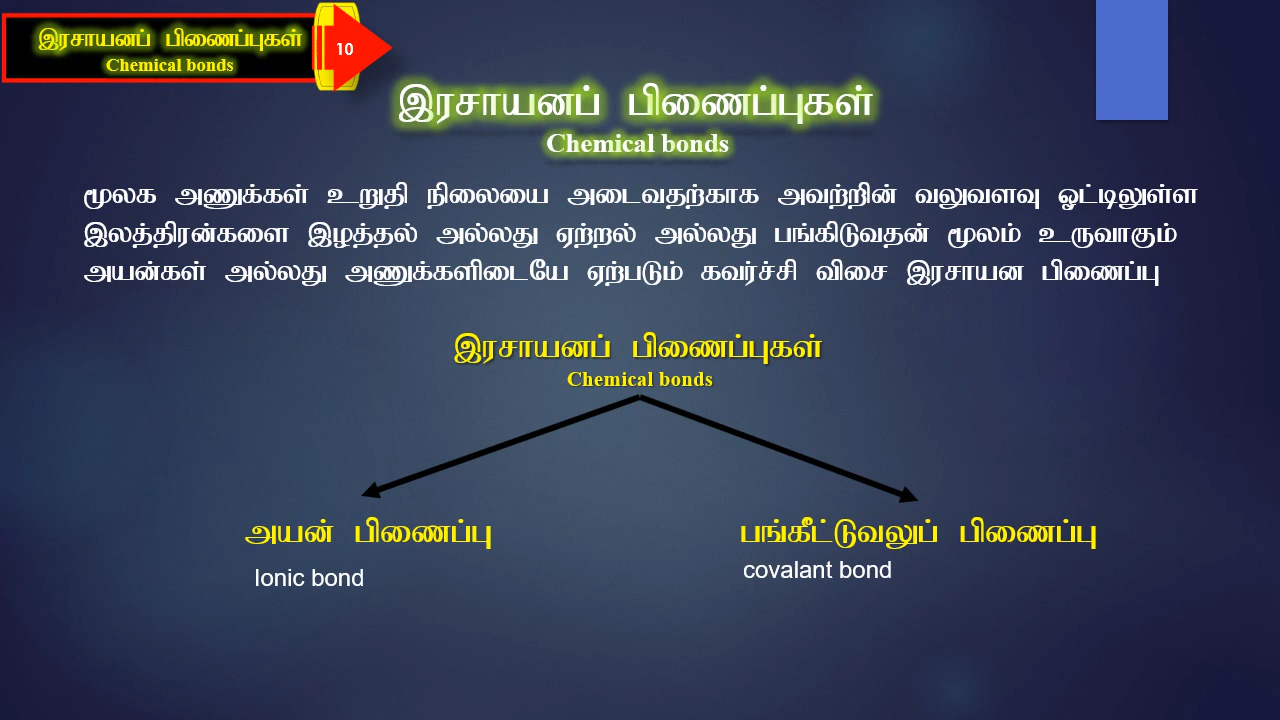 இரசாயனப் பிணைப்புகள்
Chemical bonds
10
இரசாயனப் பிணைப்புகள்
Chemical bonds
மூலக அணுக்கள் உறுதி நிலையை அடைவதற்காக அவற்றின் வலுவளவு ஓட்டிலுள்ள
இலத்திரன்களை இழத்தல் அல்லது ஏற்றல் அல்லது பங்கிடுவதன் மூலம் உருவாகும்
அயன்கள் அல்லது அணுக்களிடையே ஏற்படும் கவர்ச்சி விசை இரசாயன பிணைப்பு
இரசாயனப் பிணைப்புகள்
Chemical bonds
அயன் பிணைப்பு
Ionic bond
பங்கீட்டுவலுப் பிணைப்பு
covalant bond